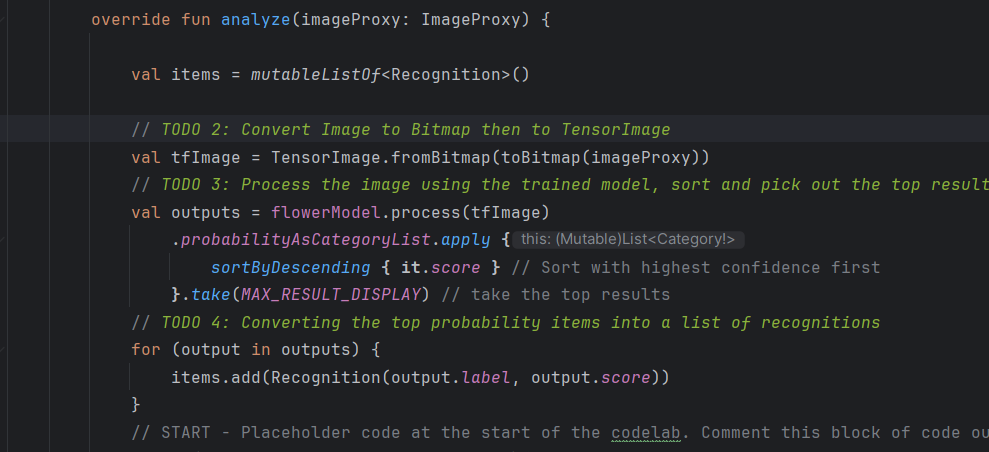 override fun analyze(imageProxy: ImageProxy) {
val items = mutableListOf<Recognition>()
// TODO 2: Convert Image to Bitmap then to TensorImage
val tfImage = TensorImage.fromBitmap(toBitmap(imageProxy))
// TODO 3: Process the image using the trained model, sort and pick out the top result
val outputs = flowerModel.process(tfImage)
.probabilityAsCategoryList.apply { this: (Mutable)List<Category!>
sortByDescending { it.score } // Sort with highest confidence first
}.take(MAX_RESULT_DISPLAY) // take the top results
// TODO 4: Converting the top probability items into a list of recognitions
for (output in outputs) {
items.add(Recognition(output.label, output.score))
}
// START - Placeholder code at the start of the codelab. Comment this block of code ou